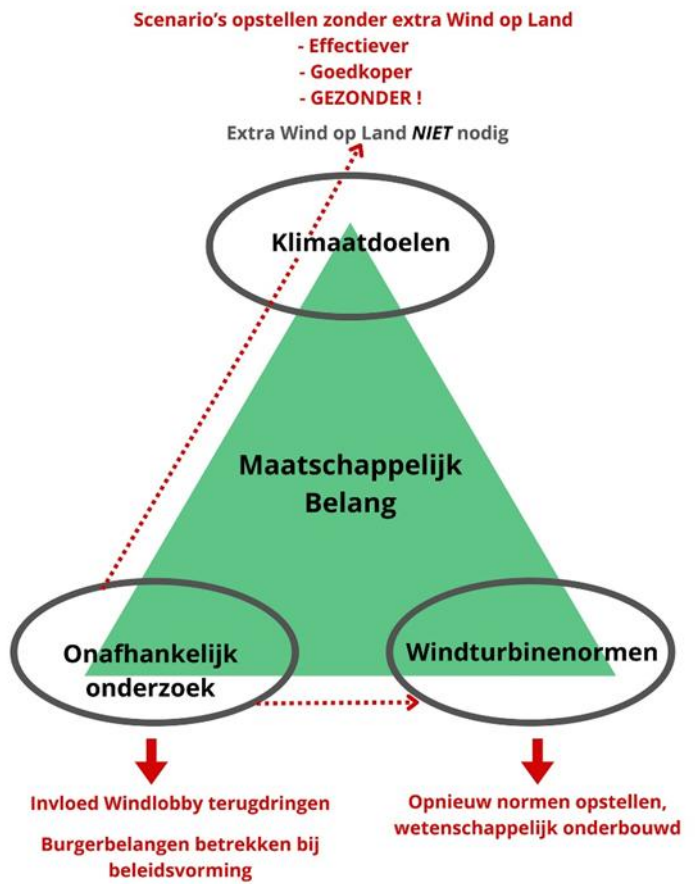 Scenario's opstellen zonder extra Wind op Land
- Effectiever
- Goedkoper
- GEZONDER !
Extra Wind op Land NIET nodig
Klimaatdoelen
Maatschappelijk
Belang
Onafhankelijk
onderzoek
Windturbinenormen
Invloed Windlobby terugdringen
Burgerbelangen betrekken bij
beleidsvorming
Opnieuw normen opstellen,
wetenschappelijk onderbouwd